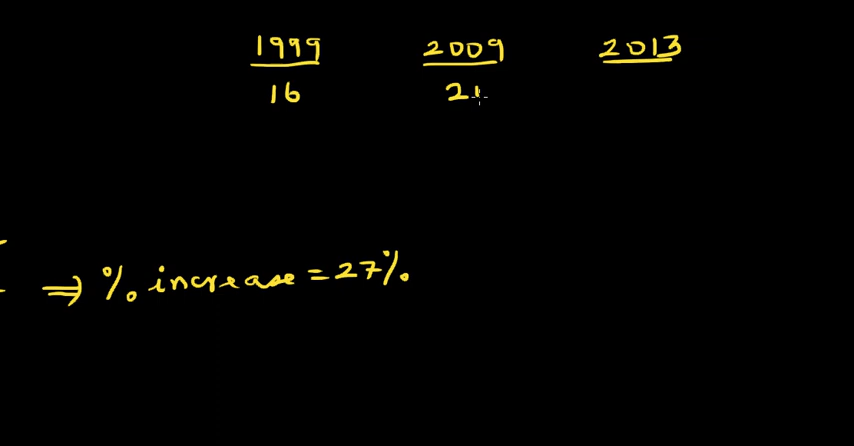 1999 2009 2013
16 21
⇒ % increase = 27%